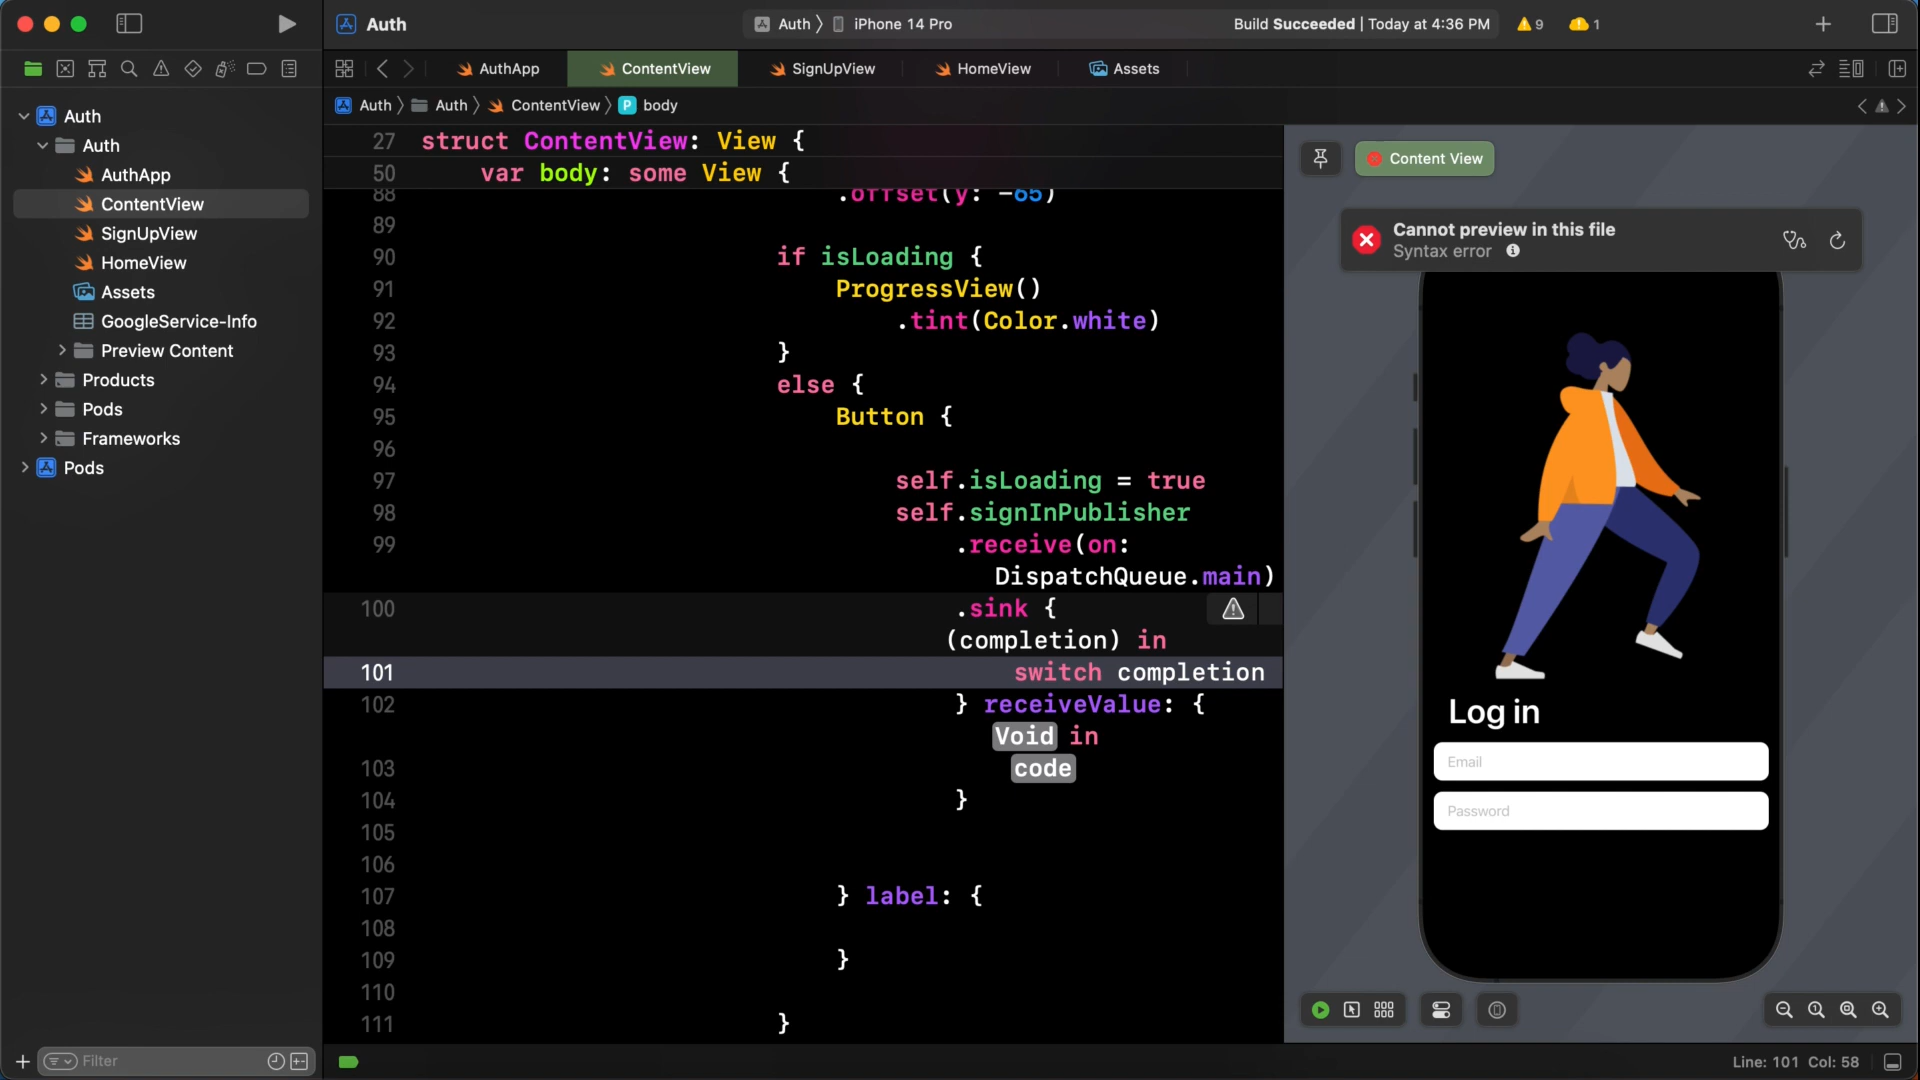 Auth
Auth 〉 iPhone 14 Pro
Build Succeeded | Today at 4:36 PM
9
1
AuthApp
ContentView
SignUpView
HomeView
Assets
Auth 〉 Auth 〉 ContentView 〉 P body
Auth
Auth
AuthApp
ContentView
SignUpView
HomeView
Assets
GoogleService-Info
Preview Content
Products
Pods
Frameworks
Pods
Filter
27 struct ContentView: View {
50 var body: some View {
88 .offset(y: -65)
89
90 if isLoading {
91 ProgressView()
92 .tint(Color.white)
93 }
94 else {
95 Button {
96
97 self.isLoading = true
98 self.signInPublisher
99 .receive(on:
DispatchQueue.main)
100 .sink {
(completion) in
101 switch completion
102 } receiveValue: {
Void in
103 code
104 }
105
106
107 } label: {
108
109 }
110
111 }
Content View
Cannot preview in this file
Syntax error
Log in
Email
Password
Line: 101 Col: 58